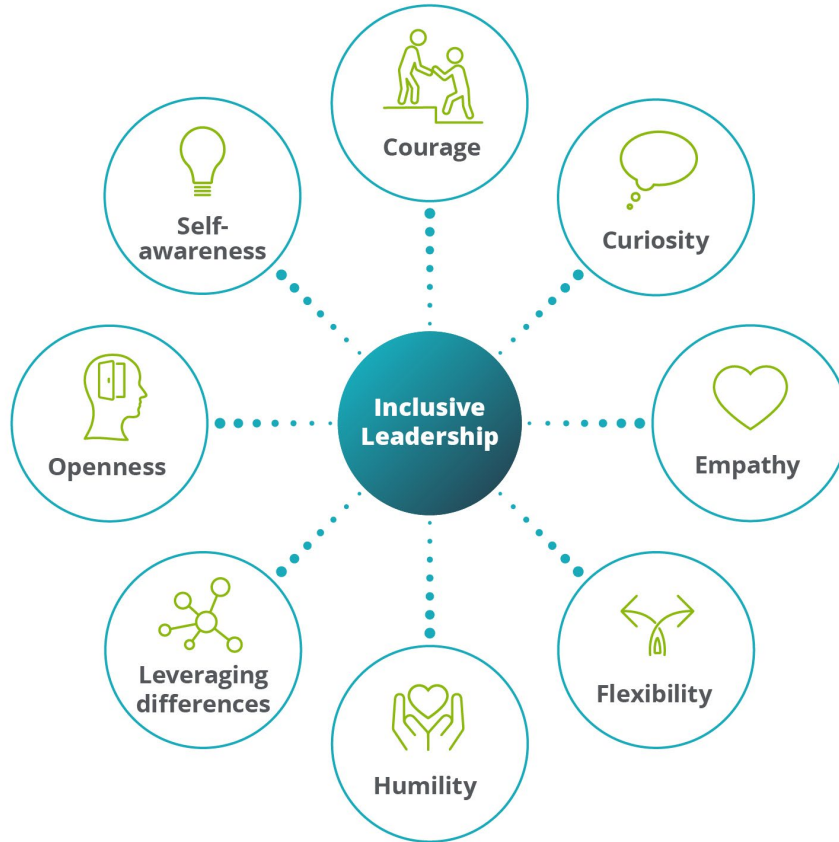 Courage
Curiosity
Empathy
Flexibility
Humility
Leveraging
differences
Openness
Self-
awareness
Inclusive
Leadership